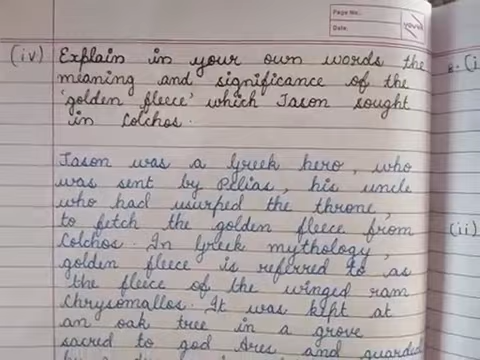 Page No.:
Date:
youva
(iv) Explain in your own words the
meaning and significance of the
'golden fleece' which Jason sought
in Colchos.
Jason was a Greek hero, who
was sent by Pelias, his uncle
who had usurped the throne,
to fetch the golden fleece from
Colchos. In Greek mythology,
golden fleece is referred to as
the fleece of the winged ram
Chrysomallos. It was kept at
an oak tree in a grove
sacred to god Ares and guarded
(ii)